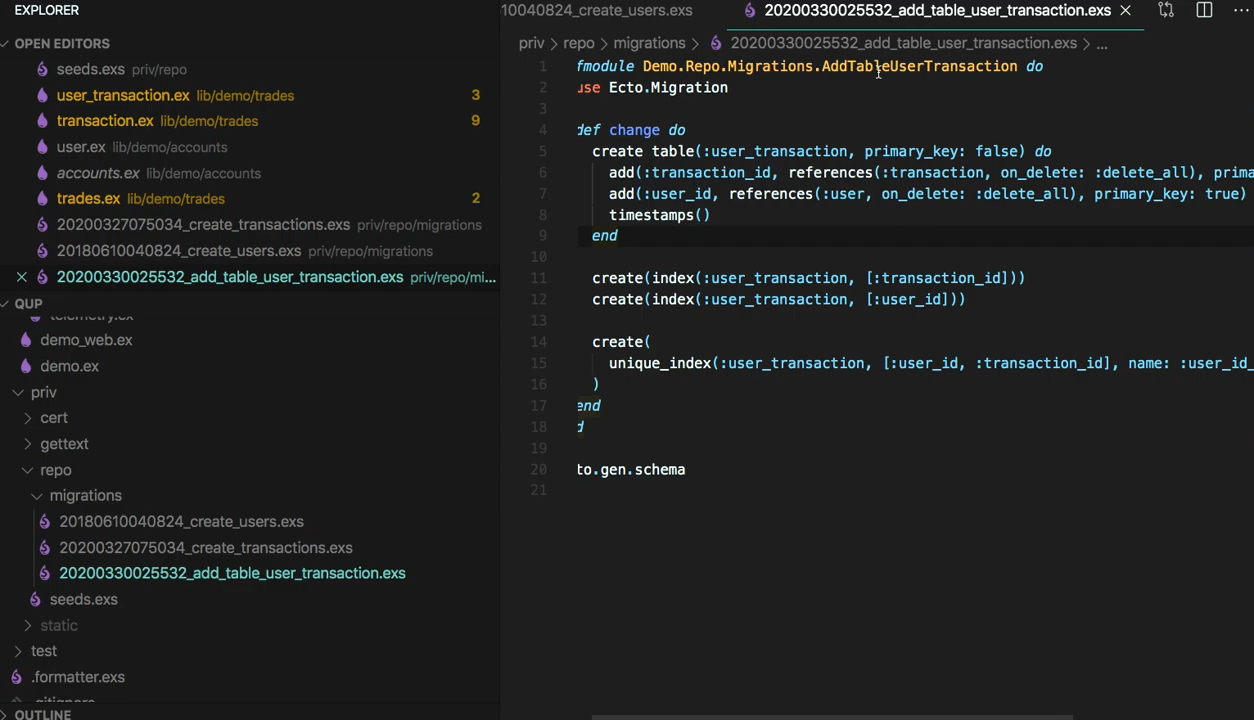 EXPLORER
OPEN EDITORS
seeds.exs priv/repo
user_transaction.ex lib/demo/trades 3
transaction.ex lib/demo/trades 9
user.ex lib/demo/accounts
accounts.ex lib/demo/accounts
trades.ex lib/demo/trades 2
20200327075034_create_transactions.exs priv/repo/migrations
20180610040824_create_users.exs priv/repo/migrations
20200330025532_add_table_user_transaction.exs priv/repo/mi...
QUP
telemetry.ex
demo_web.ex
demo.ex
priv
cert
gettext
repo
migrations
20180610040824_create_users.exs
20200327075034_create_transactions.exs
20200330025532_add_table_user_transaction.exs
seeds.exs
static
test
.formatter.exs
.gitignore
OUTLINE
10040824_create_users.exs 20200330025532_add_table_user_transaction.exs
priv > repo > migrations > 20200330025532_add_table_user_transaction.exs > ...
1 fmodule Demo.Repo.Migrations.AddTableUserTransaction do
2 use Ecto.Migration
3
4 def change do
5 create table(:user_transaction, primary_key: false) do
6 add(:transaction_id, references(:transaction, on_delete: :delete_all), prima
7 add(:user_id, references(:user, on_delete: :delete_all), primary_key: true)
8 timestamps()
9 end
10
11 create(index(:user_transaction, [:transaction_id]))
12 create(index(:user_transaction, [:user_id]))
13
14 create(
15 unique_index(:user_transaction, [:user_id, :transaction_id], name: :user_id_
16 )
17 end
18 d
19
20 to.gen.schema
21